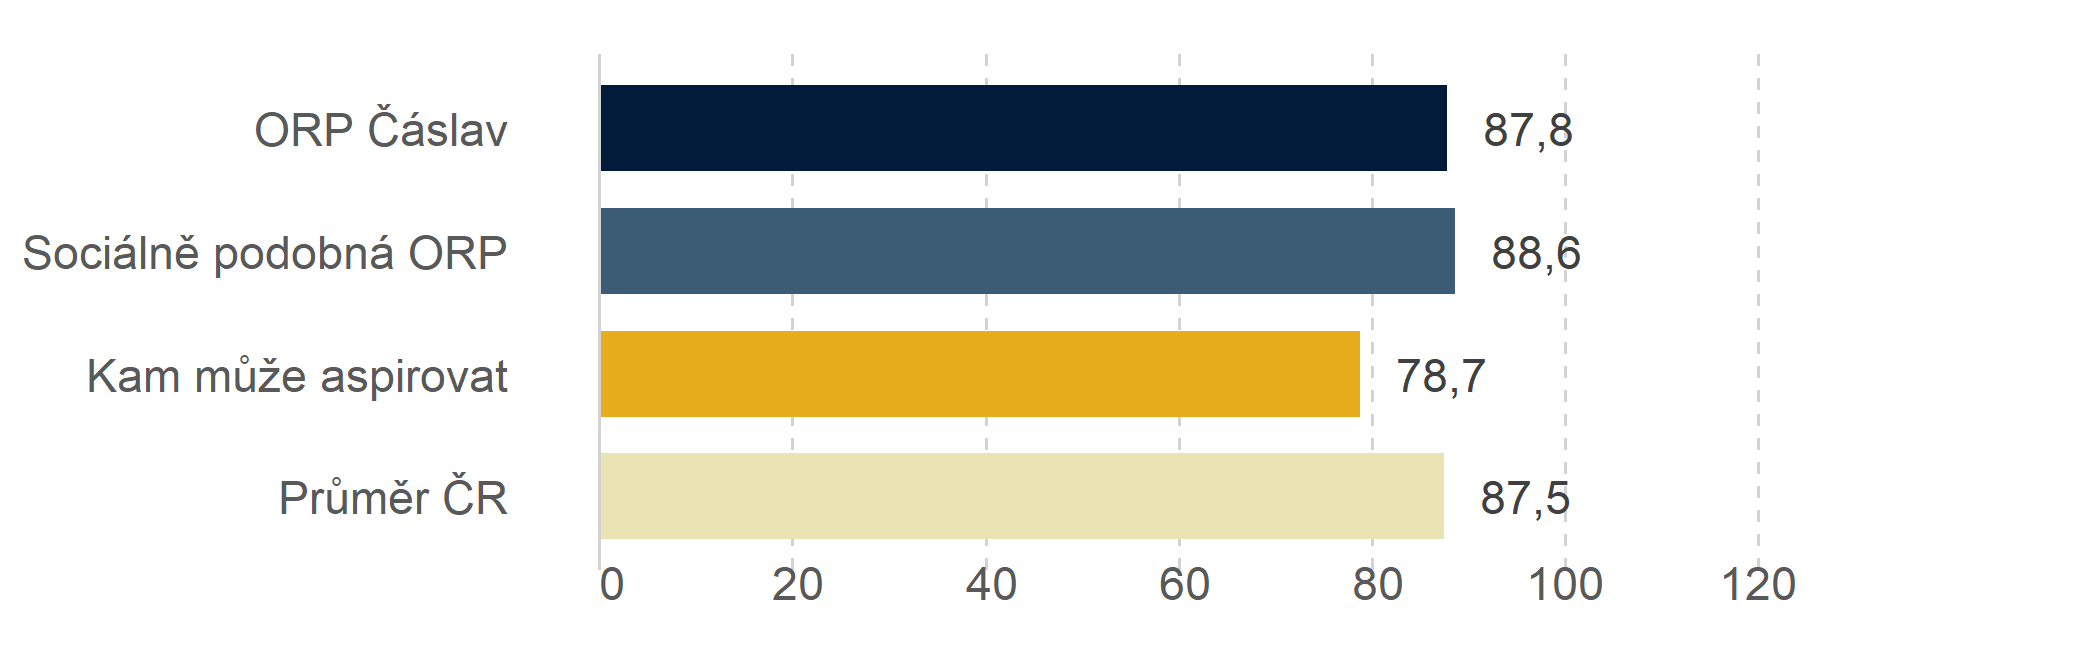 ORP Čáslav 87,8
Sociálně podobná ORP 88,6
Kam může aspirovat 78,7
Průměr ČR 87,5
0 20 40 60 80 100 120